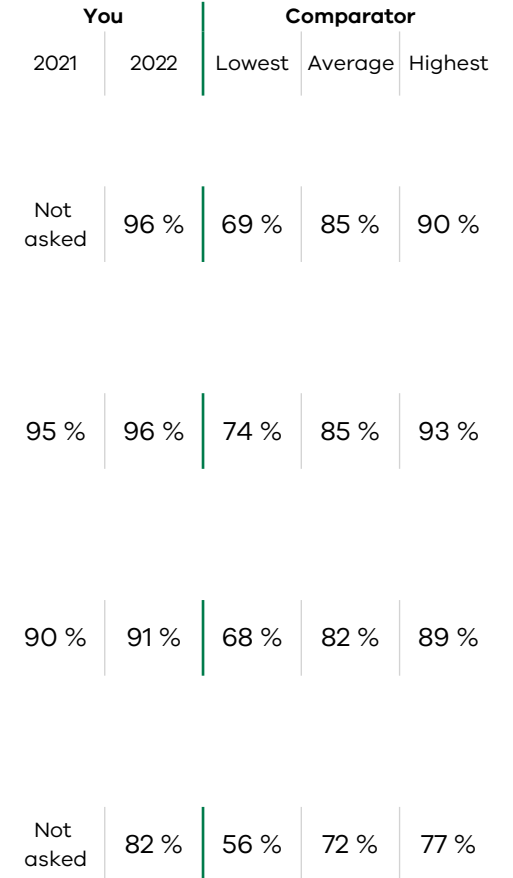 You Comparator
2021 2022 Lowest Average Highest
Not
asked 96 % 69 % 85 % 90 %
95 % 96 % 74 % 85 % 93 %
90 % 91 % 68 % 82 % 89 %
Not
asked 82 % 56 % 72 % 77 %